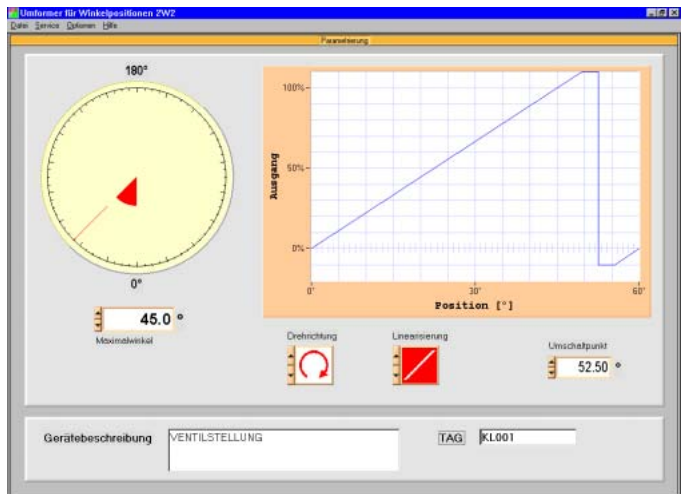 Umformer für Winkelpositionen 2W2
Datei Service Optionen Hilfe
Parametrierung
180°
0°
45.0 °
Maximalwinkel
100%
50%
0%
Ausgang
0° 30° 60°
Position [°]
Drehrichtung
Linearisierung
Umschaltpunkt
52.50 °
Gerätebeschreibung VENTILSTELLUNG
TAG KL001